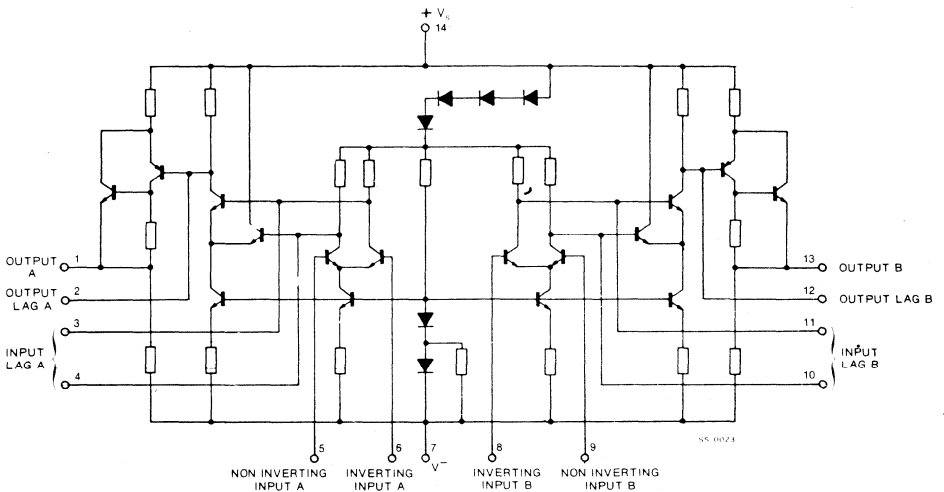 + Vs
14
OUTPUT
A
1
13
OUTPUT B
OUTPUT
LAG A
2
12
OUTPUT LAG B
INPUT
LAG A
3
4
11
10
INPUT
LAG B
SS 0023
5
6
7
V–
8
9
NON INVERTING
INPUT A
INVERTING
INPUT A
INVERTING
INPUT B
NON INVERTING
INPUT B